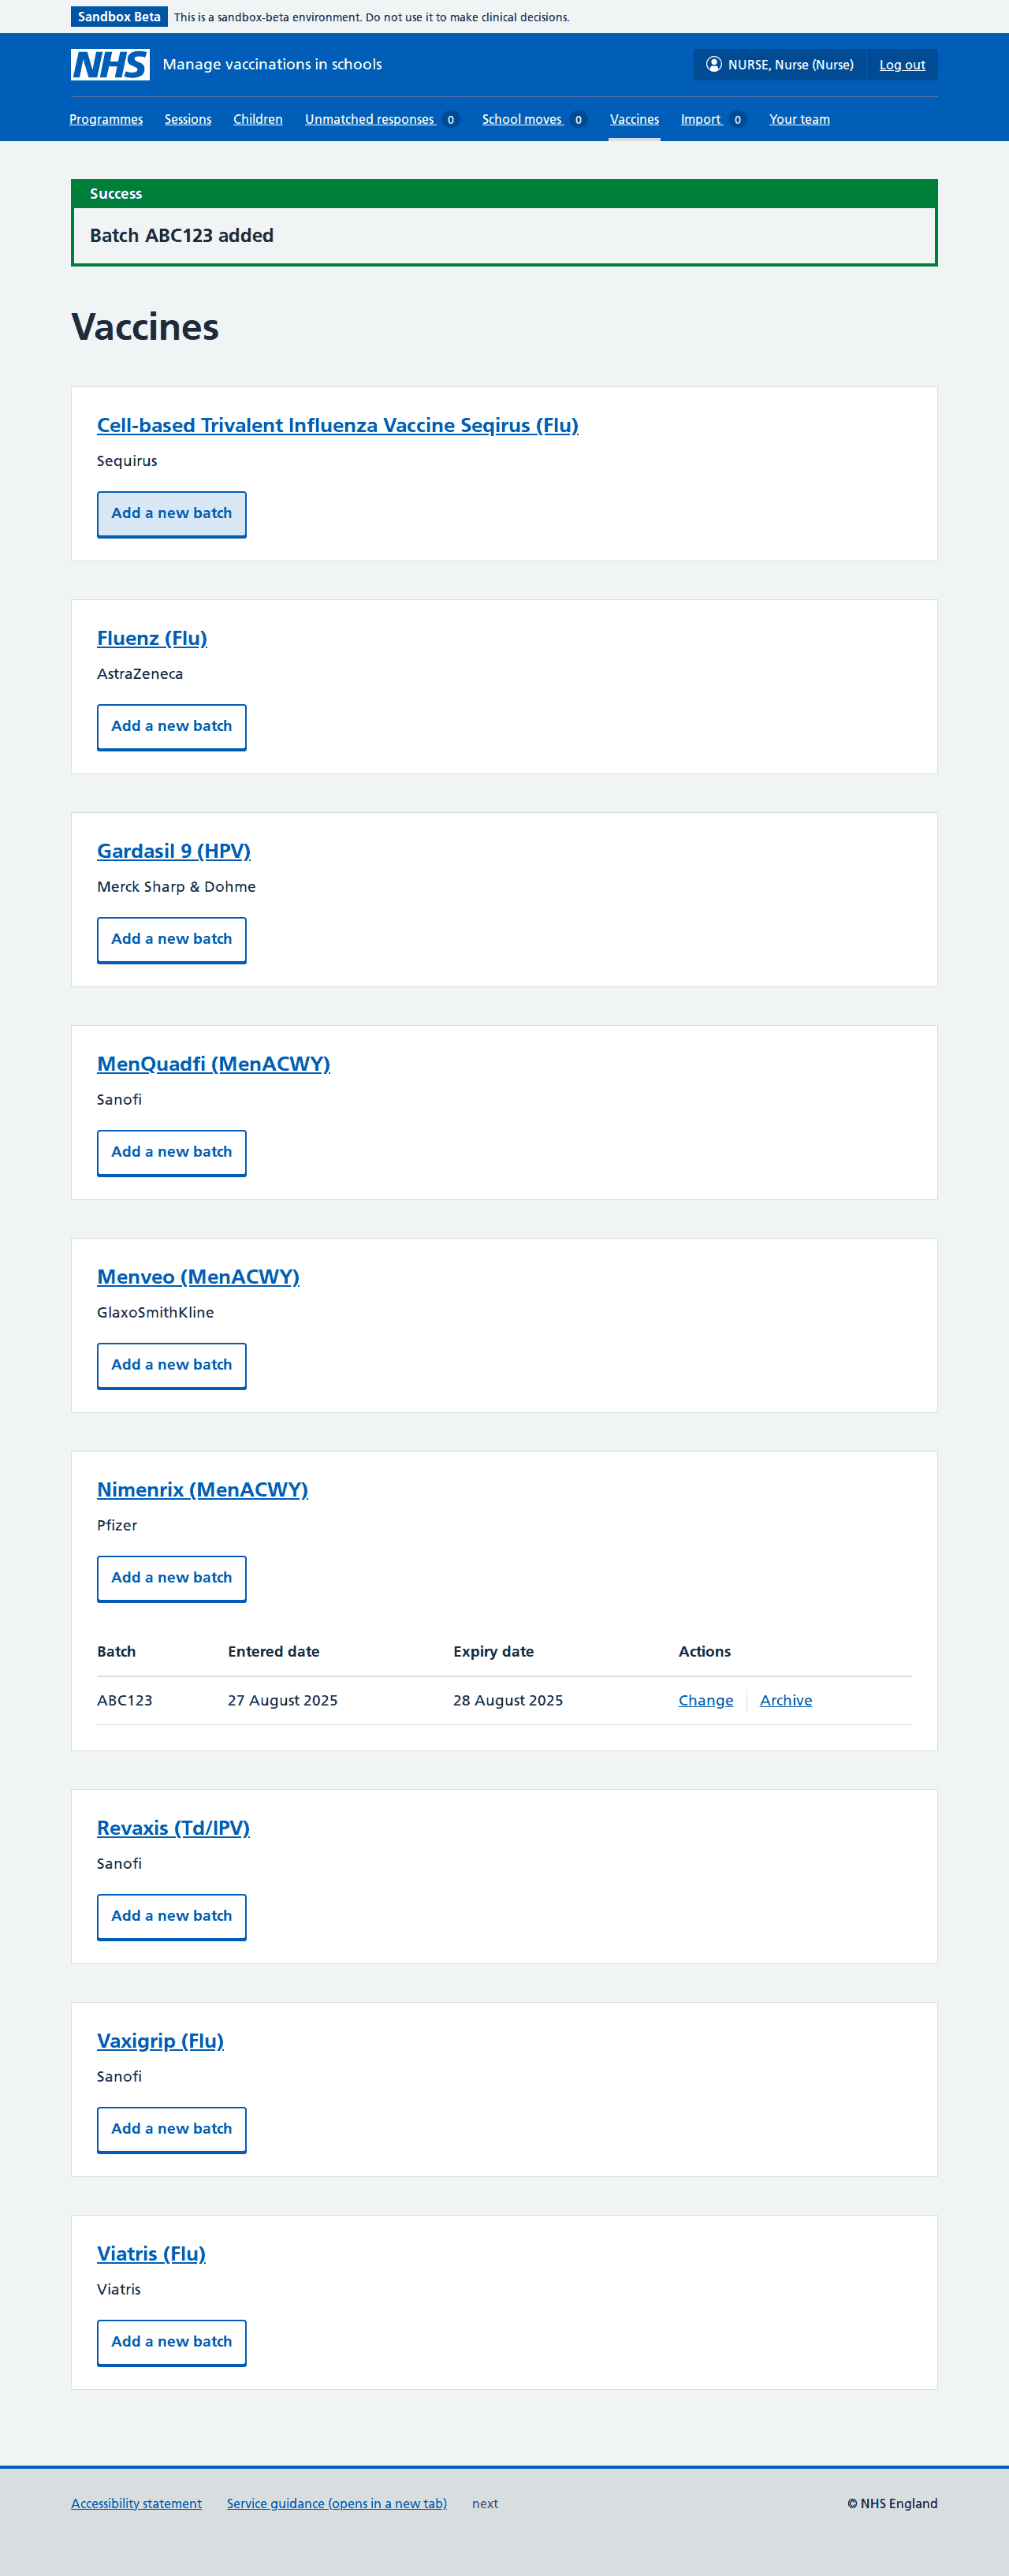 Sandbox Beta This is a sandbox-beta environment. Do not use it to make clinical decisions.
NHS Manage vaccinations in schools NURSE, Nurse (Nurse) Log out
Programmes Sessions Children Unmatched responses 0 School moves 0 Vaccines Import 0 Your team
Success
Batch ABC123 added
Vaccines
Cell-based Trivalent Influenza Vaccine Seqirus (Flu)
Sequirus
Add a new batch
Fluenz (Flu)
AstraZeneca
Add a new batch
Gardasil 9 (HPV)
Merck Sharp & Dohme
Add a new batch
MenQuadfi (MenACWY)
Sanofi
Add a new batch
Menveo (MenACWY)
GlaxoSmithKline
Add a new batch
Nimenrix (MenACWY)
Pfizer
Add a new batch
Batch Entered date Expiry date Actions
ABC123 27 August 2025 28 August 2025 Change Archive
Revaxis (Td/IPV)
Sanofi
Add a new batch
Vaxigrip (Flu)
Sanofi
Add a new batch
Viatris (Flu)
Viatris
Add a new batch
Accessibility statement Service guidance (opens in a new tab) next © NHS England